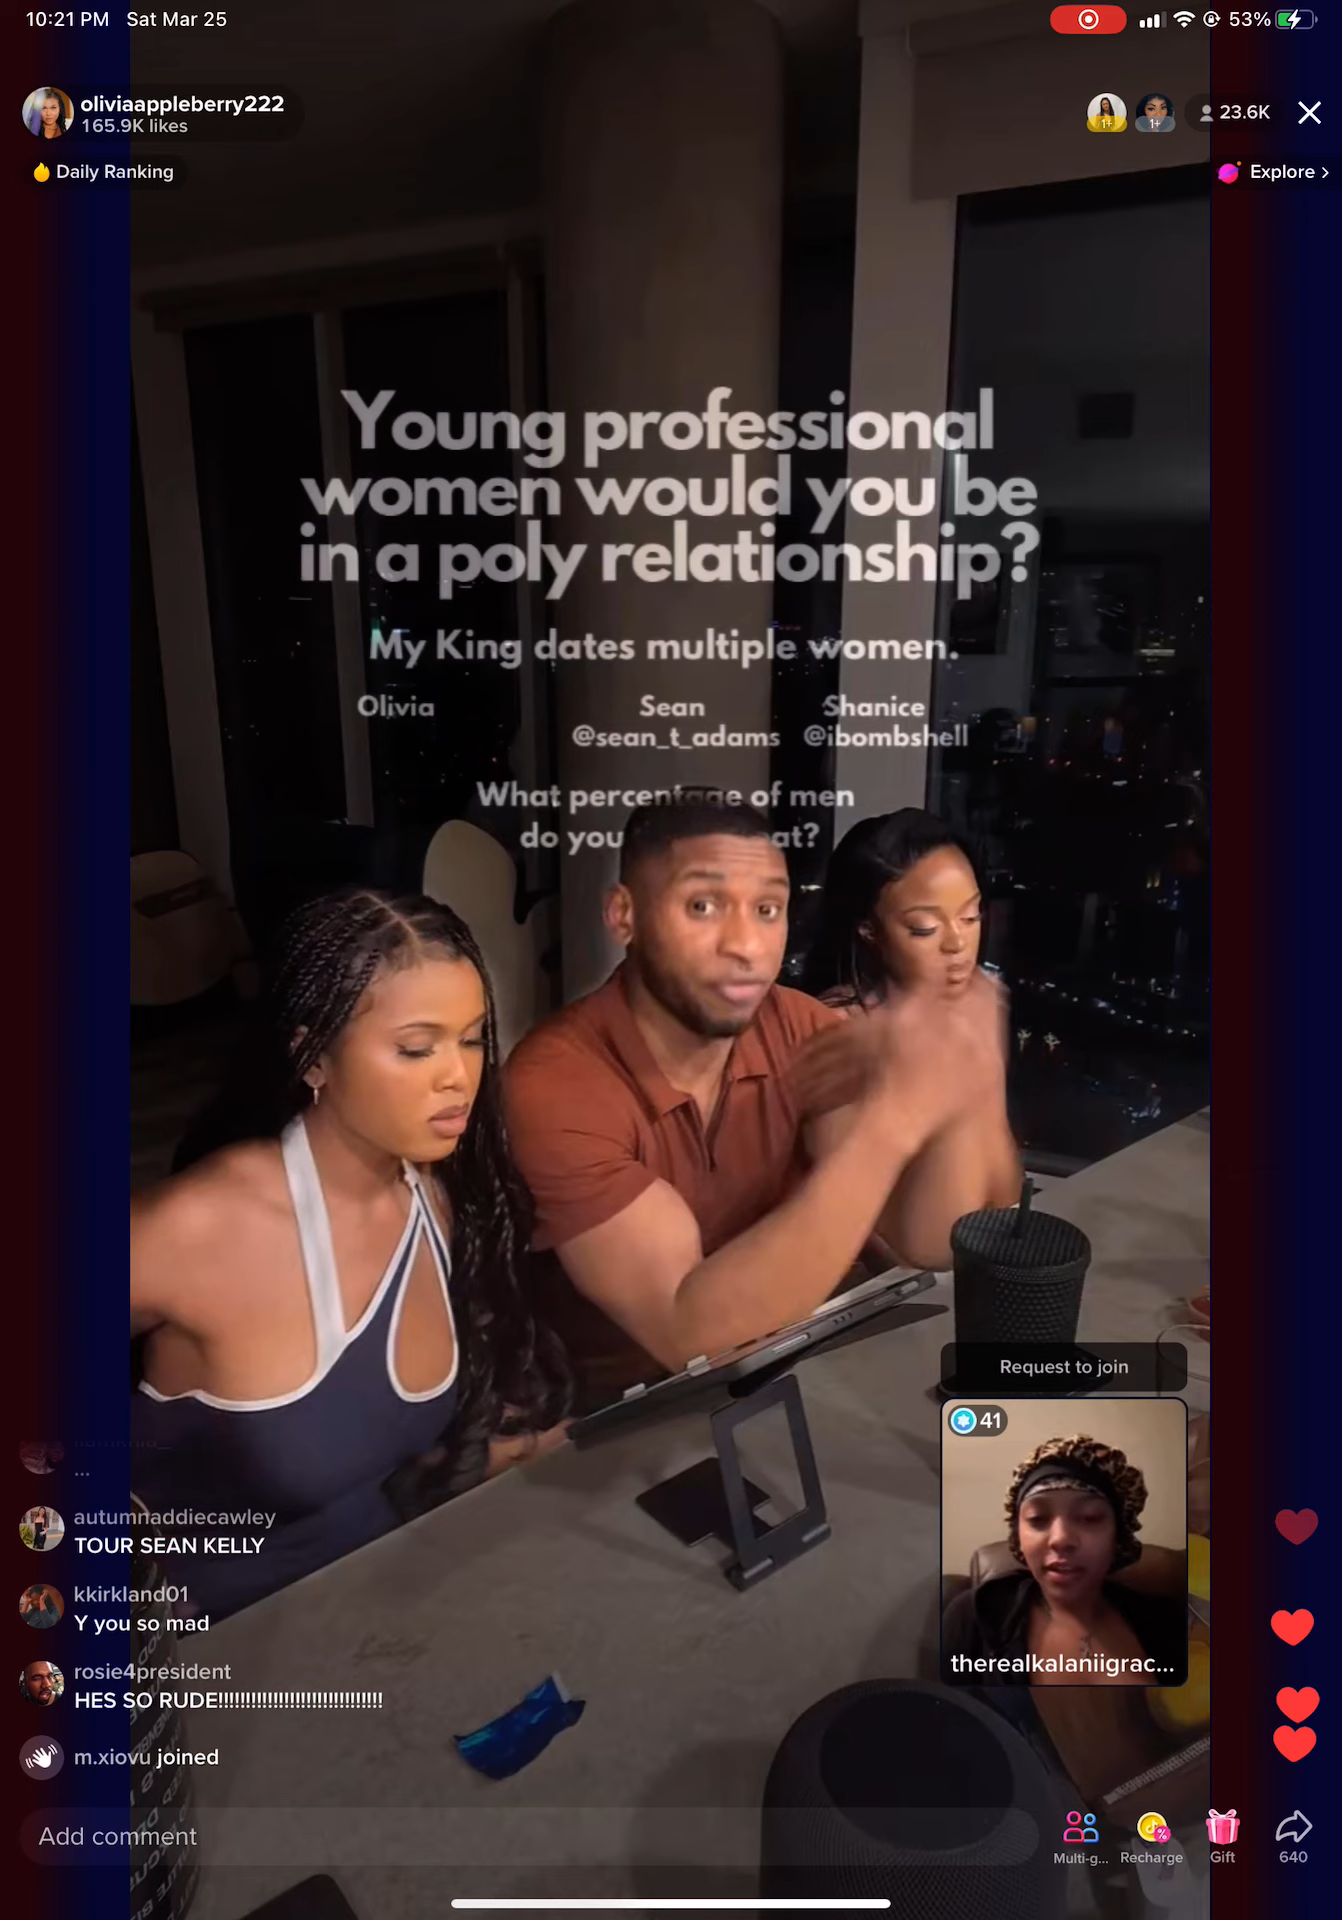 10:21 PM Sat Mar 25
53%
oliviaappleberry222
165.9K likes
1+
1+
23.6K
Daily Ranking
Explore
Young professional
women would you be
in a poly relationship?
My King dates multiple women.
Olivia Sean Shanice
@sean_t_adams @ibombshell
What percentage of men
do you at?
Request to join
41
therealkalaniigrac...
...
autumnaddiecawley
TOUR SEAN KELLY
kkirkland01
Y you so mad
rosie4president
HES SO RUDE!!!!!!!!!!!!!!!!!!!!!!!!!!!!!!
m.xiovu joined
Add comment
Multi-g...
Recharge
Gift
640